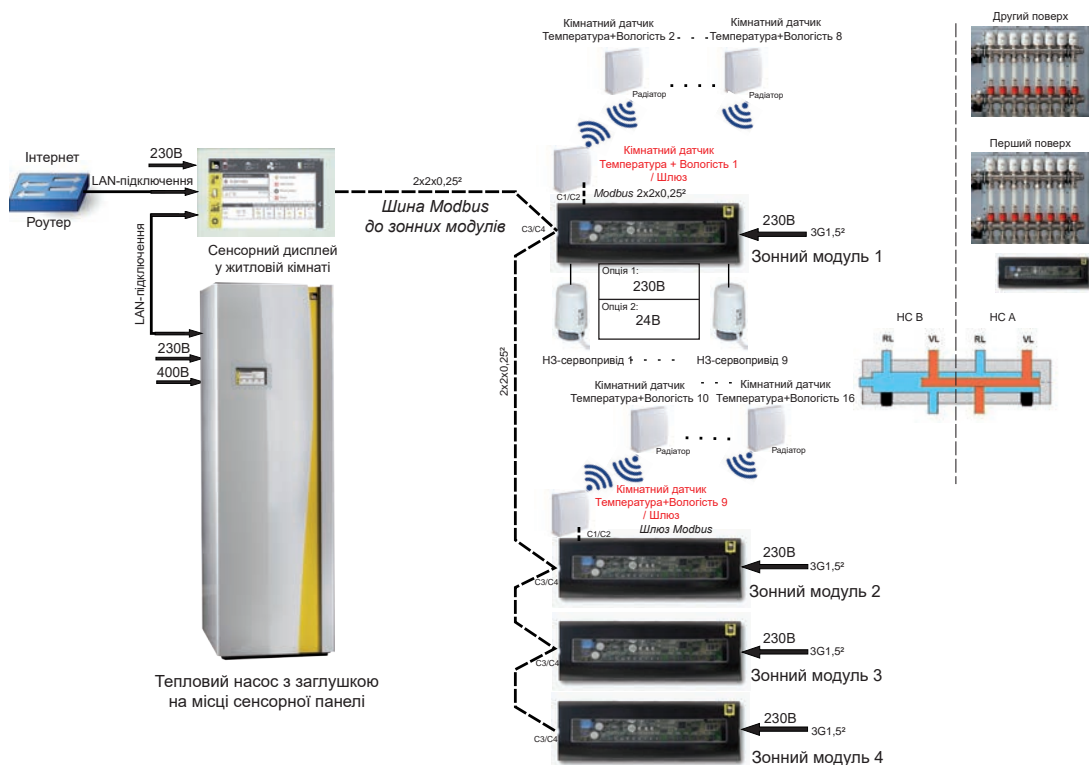 Кімнатний датчик
Температура+Вологість 2
Кімнатний датчик
Температура+Вологість 8
Радіатор
Радіатор
Другий поверх
Перший поверх
Інтернет
Роутер
230В
LAN-підключення
LAN-підключення
Сенсорний дисплей
у житловій кімнаті
2x2x0,25²
Шина Modbus
до зонних модулів
Кімнатний датчик
Температура + Вологість 1
/ Шлюз
C1/C2
Modbus 2x2x0,25²
C3/C4
230В
3G1,5²
Зонний модуль 1
Опція 1:
230В
Опція 2:
24В
НЗ-сервопривід 1
НЗ-сервопривід 9
HC B
HC A
RL
VL
RL
VL
230В
400В
Тепловий насос з заглушкою
на місці сенсорної панелі
2x2x0,25²
Кімнатний датчик
Температура+Вологість 10
Кімнатний датчик
Температура+Вологість 16
Радіатор
Радіатор
Кімнатний датчик
Температура+Вологість 9
/ Шлюз
C1/C2
Шлюз Modbus
C3/C4
230В
3G1,5²
Зонний модуль 2
C3/C4
230В
3G1,5²
Зонний модуль 3
C3/C4
230В
3G1,5²
Зонний модуль 4